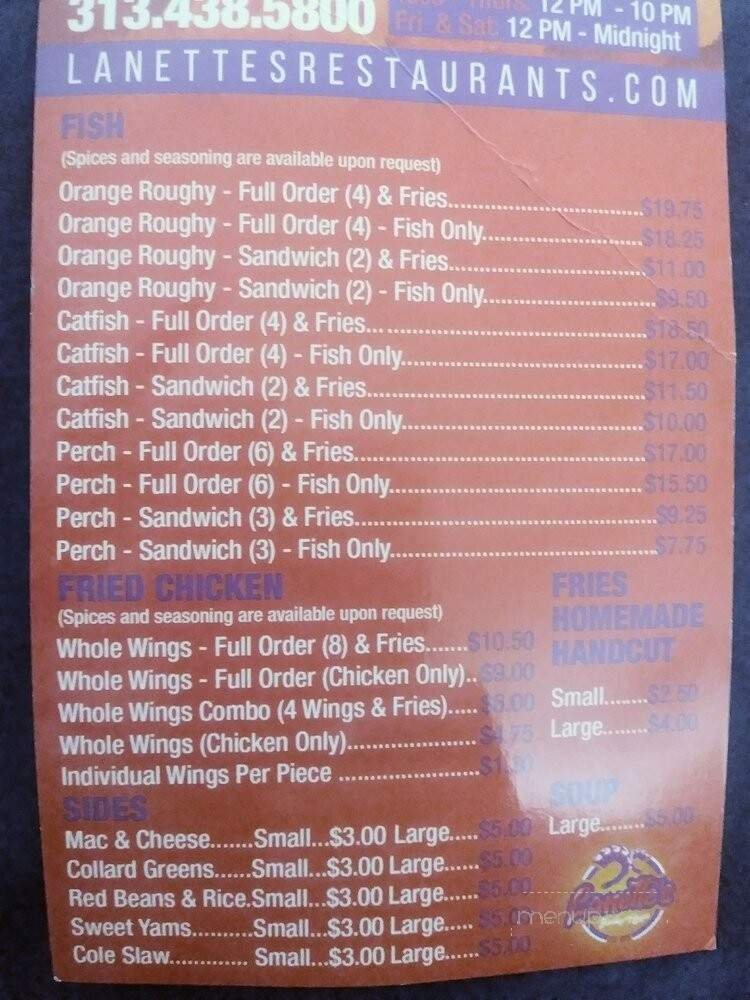 313.438.5800
Thurs 12 PM - 10 PM
Fri & Sat 12 PM - Midnight
LANETTESRESTAURANTS.COM
FISH
(Spices and seasoning are available upon request)
Orange Roughy - Full Order (4) & Fries....................$19.75
Orange Roughy - Full Order (4) - Fish Only....................$18.25
Orange Roughy - Sandwich (2) & Fries....................$11.00
Orange Roughy - Sandwich (2) - Fish Only....................$9.50
Catfish - Full Order (4) & Fries....................$18.50
Catfish - Full Order (4) - Fish Only....................$17.00
Catfish - Sandwich (2) & Fries....................$11.50
Catfish - Sandwich (2) - Fish Only....................$10.00
Perch - Full Order (6) & Fries....................$17.00
Perch - Full Order (6) - Fish Only....................$15.50
Perch - Sandwich (3) & Fries....................$9.25
Perch - Sandwich (3) - Fish Only....................$7.75
FRIED CHICKEN
(Spices and seasoning are available upon request)
Whole Wings - Full Order (8) & Fries.......$10.50
Whole Wings - Full Order (Chicken Only)..$9.00
Whole Wings Combo (4 Wings & Fries).....
Whole Wings (Chicken Only)....................$4.75
Individual Wings Per Piece ....................
SIDES
Mac & Cheese.......Small...$3.00 Large.....$5.00
Collard Greens......Small...$3.00 Large......$5.00
Red Beans & Rice.Small...$3.00 Large......$5.00
Sweet Yams..........Small...$3.00 Large......
Cole Slaw............. Small...$3.00 Large......$5.00
FRIES
HOMEMADE
HANDCUT
Small.......$2.50
Large.......$4.00
SOUP
Large........$5.00
Lanette's